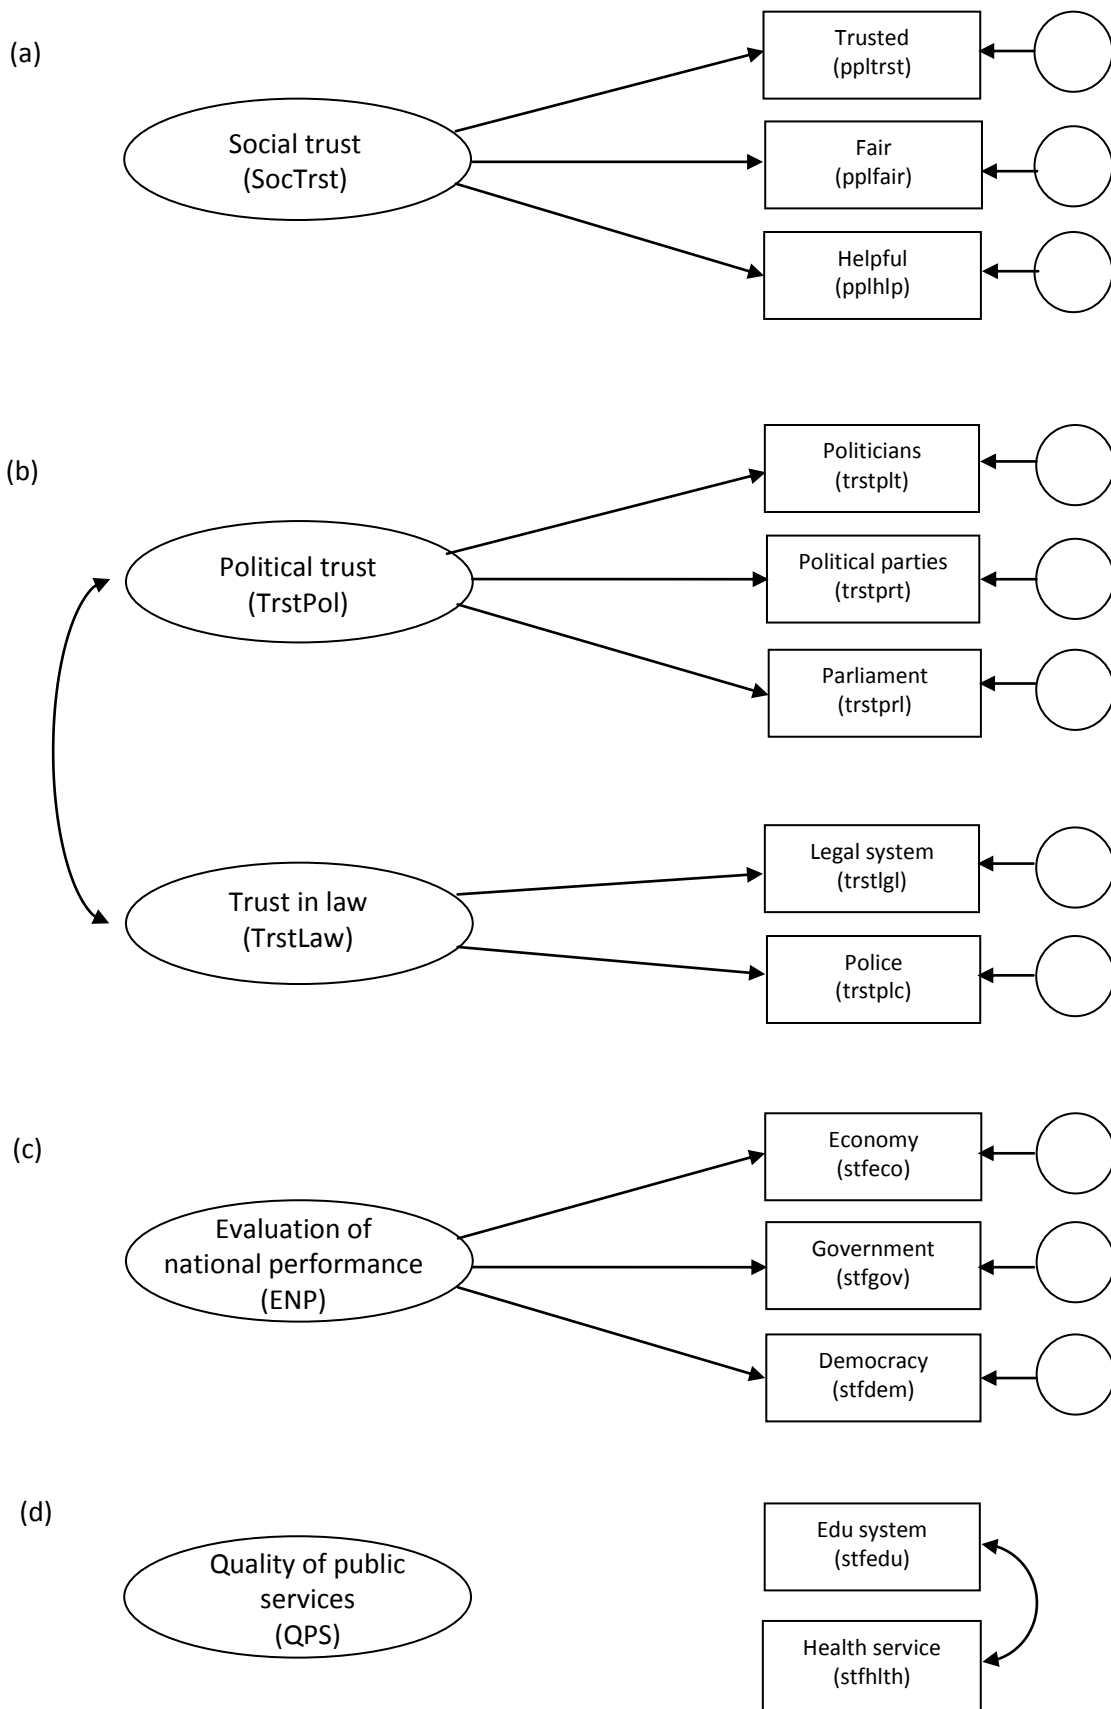 (a)
Social trust
(SocTrst)
Trusted
(ppltrst)
Fair
(pplfair)
Helpful
(pplhlp)
(b)
Political trust
(TrstPol)
Politicians
(trstplt)
Political parties
(trstprt)
Parliament
(trstprl)
Trust in law
(TrstLaw)
Legal system
(trstlgl)
Police
(trstplc)
(c)
Evaluation of
national performance
(ENP)
Economy
(stfeco)
Government
(stfgov)
Democracy
(stfdem)
(d)
Quality of public
services
(QPS)
Edu system
(stfedu)
Health service
(stfhlth)